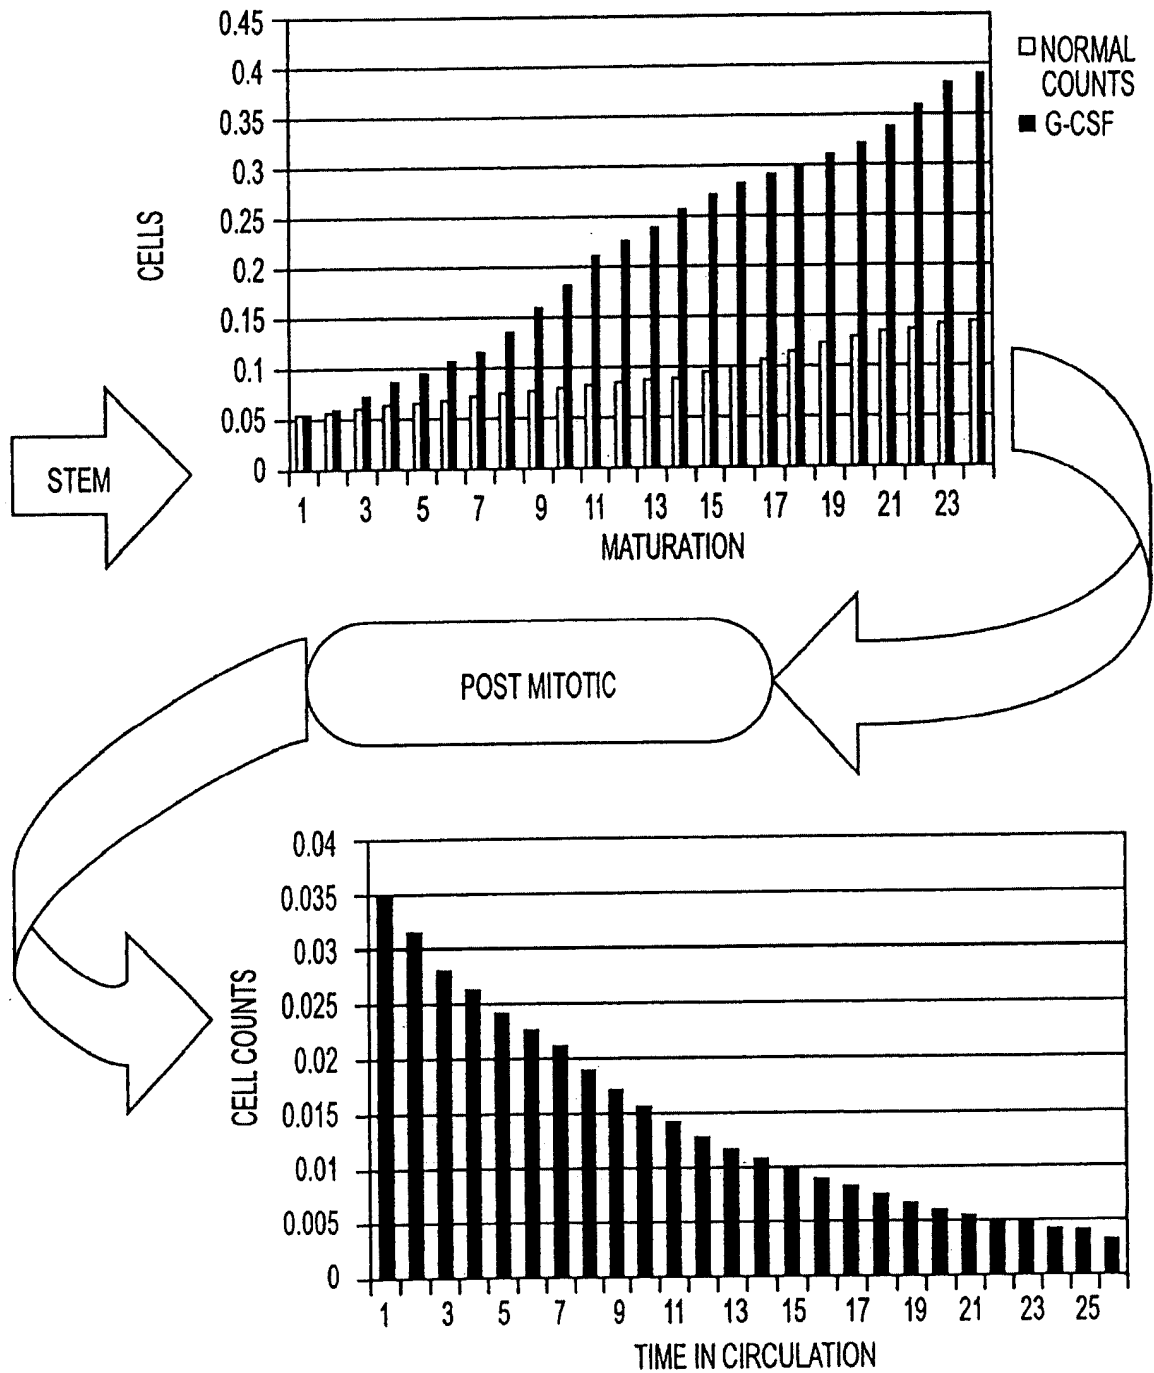 0.45
0.4
0.35
0.3
0.25
0.2
0.15
0.1
0.05
0
CELLS
1 3 5 7 9 11 13 15 17 19 21 23
MATURATION
NORMAL
COUNTS
G-CSF
STEM
POST MITOTIC
0.04
0.035
0.03
0.025
0.02
0.015
0.01
0.005
0
CELL COUNTS
1 3 5 7 9 11 13 15 17 19 21 23 25
TIME IN CIRCULATION